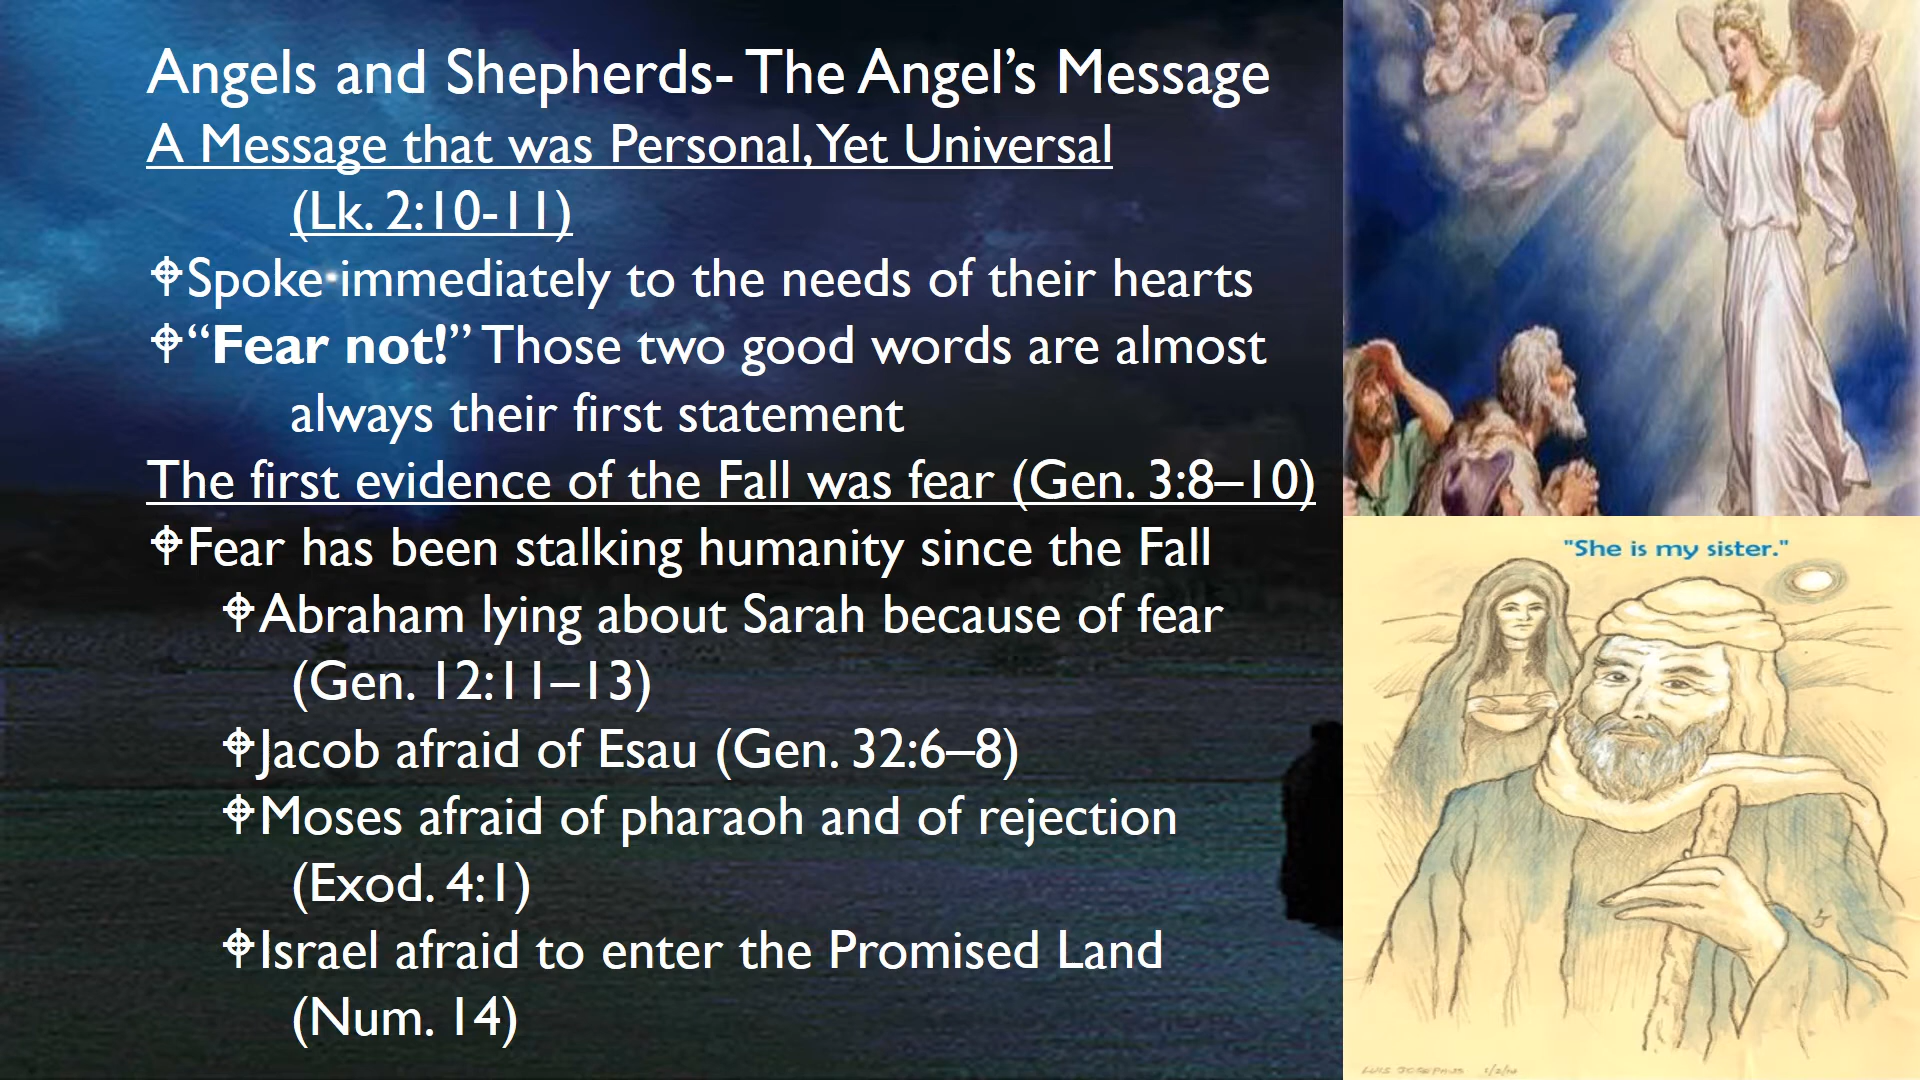 Angels and Shepherds- The Angel’s Message
A Message that was Personal, Yet Universal
(Lk. 2:10-11)
Spoke immediately to the needs of their hearts
“Fear not!” Those two good words are almost
always their first statement
The first evidence of the Fall was fear (Gen. 3:8–10)
Fear has been stalking humanity since the Fall
Abraham lying about Sarah because of fear
(Gen. 12:11–13)
Jacob afraid of Esau (Gen. 32:6–8)
Moses afraid of pharaoh and of rejection
(Exod. 4:1)
Israel afraid to enter the Promised Land
(Num. 14)
"She is my sister."